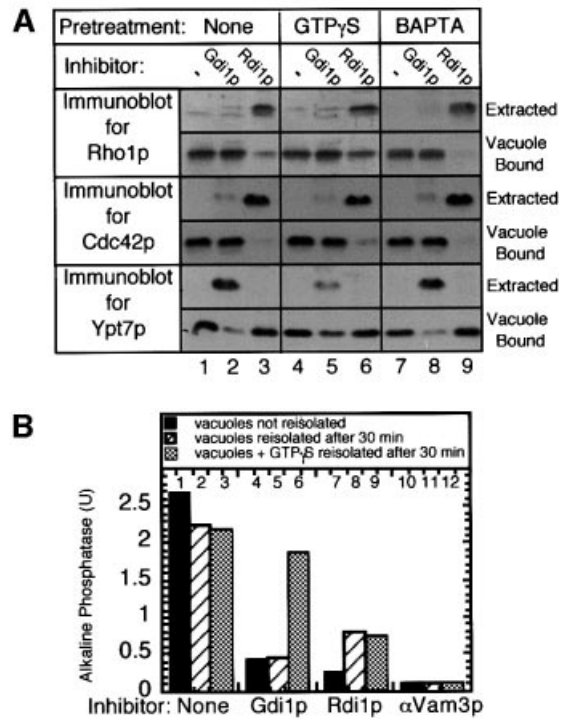 A
Pretreatment: None GTPγS BAPTA
Inhibitor: - Gdi1p Rdi1p - Gdi1p Rdi1p - Gdi1p Rdi1p
Immunoblot for Rho1p
Extracted
Vacuole Bound
Immunoblot for Cdc42p
Extracted
Vacuole Bound
Immunoblot for Ypt7p
Extracted
Vacuole Bound
1 2 3 4 5 6 7 8 9
B
vacuoles not reisolated
vacuoles reisolated after 30 min
vacuoles + GTPγS reisolated after 30 min
1 2 3 4 5 6 7 8 9 10 11 12
Alkaline Phosphatase (U)
2.5
2
1.5
1
0.5
0
Inhibitor: None Gdi1p Rdi1p αVam3p